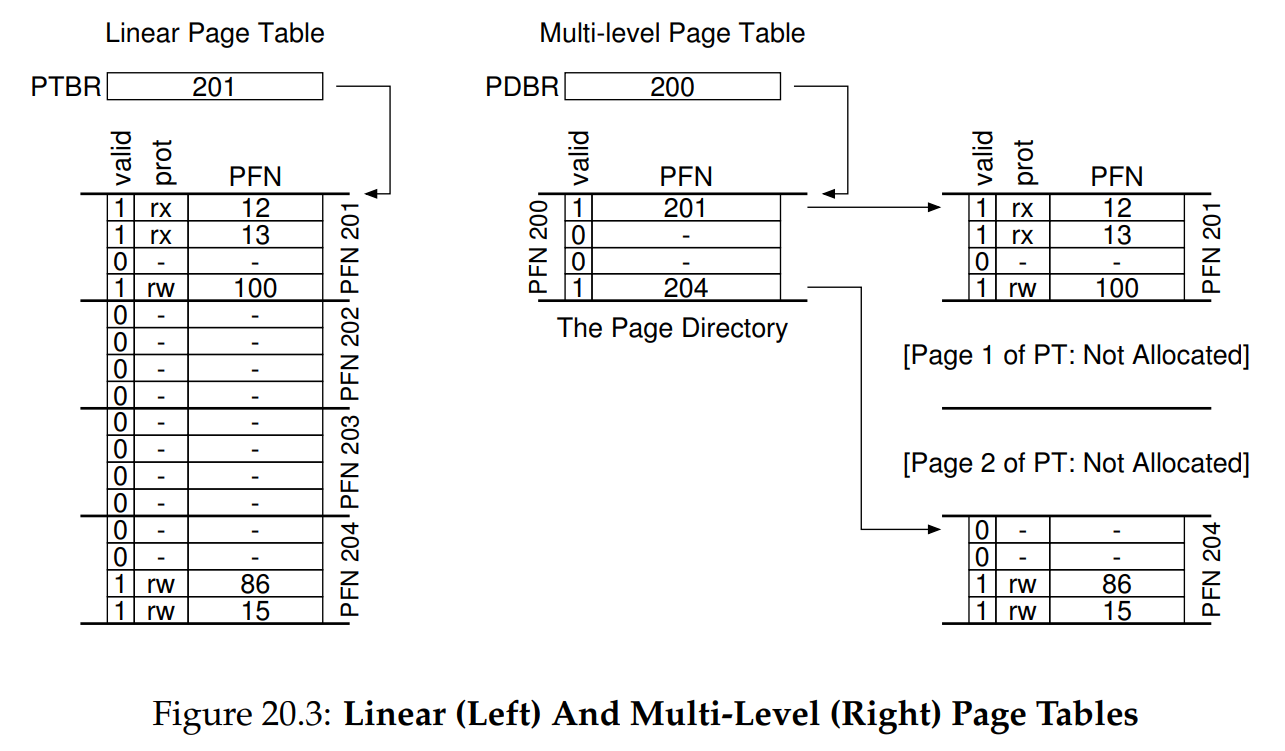 Linear Page Table
PTBR 201
valid prot PFN
1 rx 12
1 rx 13
0 - -
1 rw 100
PFN 201
0 - -
0 - -
0 - -
0 - -
PFN 202
0 - -
0 - -
0 - -
0 - -
PFN 203
0 - -
0 - -
1 rw 86
1 rw 15
PFN 204
Multi-level Page Table
PDBR 200
valid PFN
PFN 200
1 201
0 -
0 -
1 204
The Page Directory
valid prot PFN
1 rx 12
1 rx 13
0 - -
1 rw 100
PFN 201
[Page 1 of PT: Not Allocated]
[Page 2 of PT: Not Allocated]
0 - -
0 - -
1 rw 86
1 rw 15
PFN 204
Figure 20.3: Linear (Left) And Multi-Level (Right) Page Tables